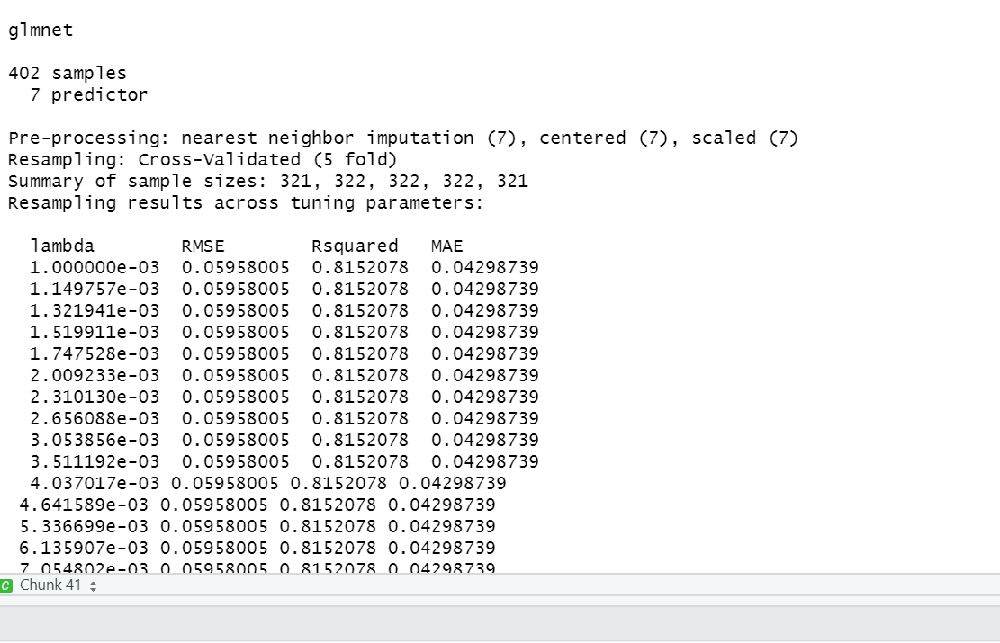 glmnet
402 samples
7 predictor
Pre-processing: nearest neighbor imputation (7), centered (7), scaled (7)
Resampling: Cross-Validated (5 fold)
Summary of sample sizes: 321, 322, 322, 322, 321
Resampling results across tuning parameters:
lambda RMSE Rsquared MAE
1.000000e-03 0.05958005 0.8152078 0.04298739
1.149757e-03 0.05958005 0.8152078 0.04298739
1.321941e-03 0.05958005 0.8152078 0.04298739
1.519911e-03 0.05958005 0.8152078 0.04298739
1.747528e-03 0.05958005 0.8152078 0.04298739
2.009233e-03 0.05958005 0.8152078 0.04298739
2.310130e-03 0.05958005 0.8152078 0.04298739
2.656088e-03 0.05958005 0.8152078 0.04298739
3.053856e-03 0.05958005 0.8152078 0.04298739
3.511192e-03 0.05958005 0.8152078 0.04298739
4.037017e-03 0.05958005 0.8152078 0.04298739
4.641589e-03 0.05958005 0.8152078 0.04298739
5.336699e-03 0.05958005 0.8152078 0.04298739
6.135907e-03 0.05958005 0.8152078 0.04298739
7.054802e-03 0.05958005 0.8152078 0.04298739
C Chunk 41